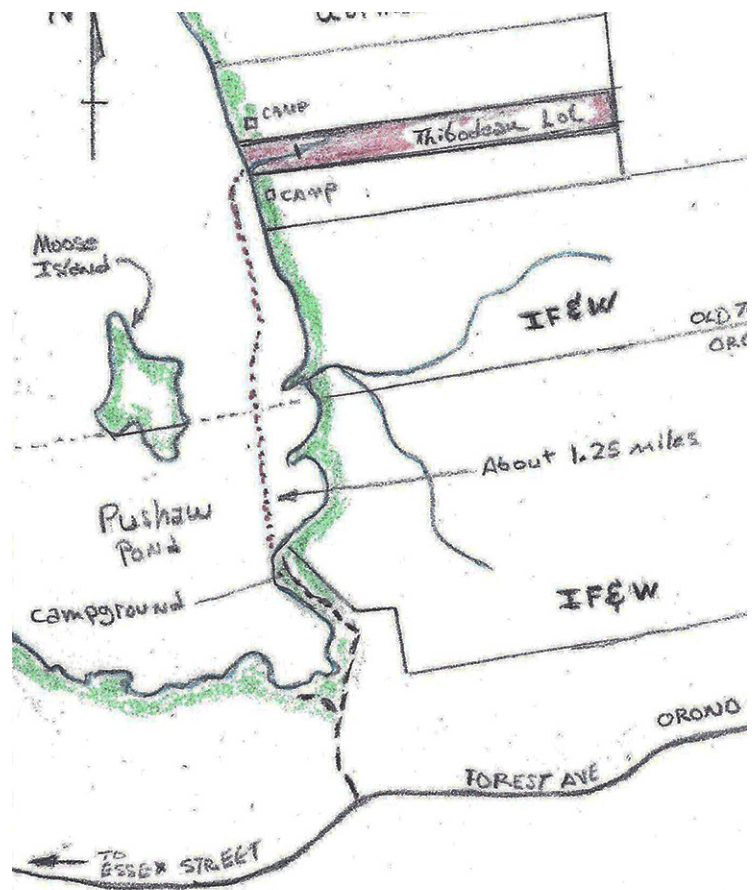 N
CAMP
Thibodeau Lot
CAMP
Moose
Island
IF&W
OLD T
ORO
About 1.25 miles
Pushaw
Pond
campground
IF&W
ORONO
FOREST AVE
TO
ESSEX STREET